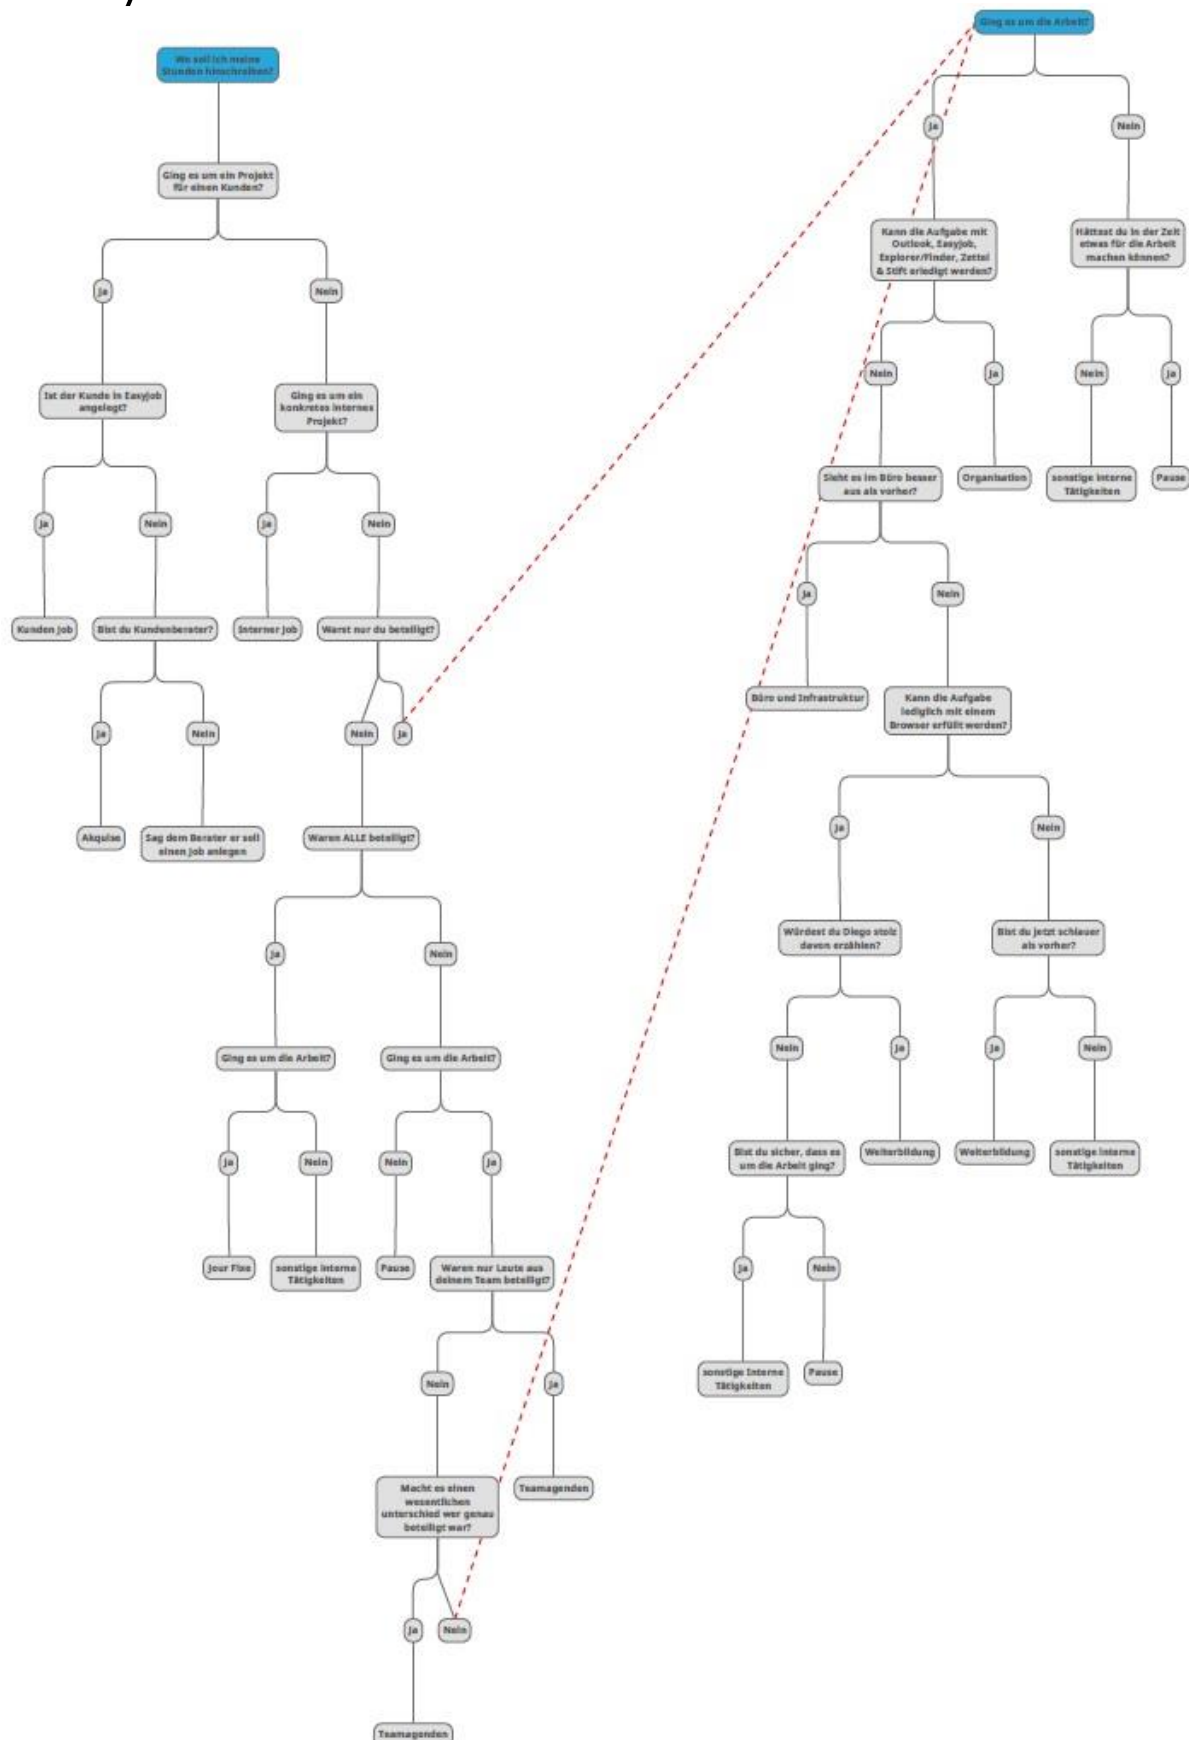 Wo soll ich meine
Stunden hinschreiben?
Ging es um ein Projekt
für einen Kunden?
Ja
Nein
Ist der Kunde in Easyjob
angelegt?
Ging es um ein
konkretes internes
Projekt?
Ja
Nein
Ja
Nein
Kunden Job
Bist du Kundenberater?
Interner Job
Warst nur du beteiligt?
Ja
Nein
Nein
Ja
Akquise
Sag dem Berater er soll
einen Job anlegen
Waren ALLE beteiligt?
Ja
Nein
Ging es um die Arbeit?
Ging es um die Arbeit?
Ja
Nein
Nein
Ja
Jour Fixe
sonstige interne
Tätigkeiten
Pause
Waren nur Leute aus
deinem Team beteiligt?
Nein
Ja
Macht es einen
wesentlichen
unterschied wer genau
beteiligt war?
Teamagenden
Ja
Nein
Teamagenden
Ging es um die Arbeit?
Ja
Nein
Kann die Aufgabe mit
Outlook, Easyjob,
Explorer/Finder, Zettel
& Stift erledigt werden?
Hättest du in der Zeit
etwas für die Arbeit
machen können?
Nein
Ja
Nein
Ja
Sieht es im Büro besser
aus als vorher?
Organisation
sonstige interne
Tätigkeiten
Pause
Ja
Nein
Büro und Infrastruktur
Kann die Aufgabe
lediglich mit einem
Browser erfüllt werden?
Ja
Nein
Würdest du Diego stolz
davon erzählen?
Bist du jetzt schlauer
als vorher?
Nein
Ja
Ja
Nein
Bist du sicher, dass es
um die Arbeit ging?
Weiterbildung
Weiterbildung
sonstige interne
Tätigkeiten
Ja
Nein
sonstige interne
Tätigkeiten
Pause